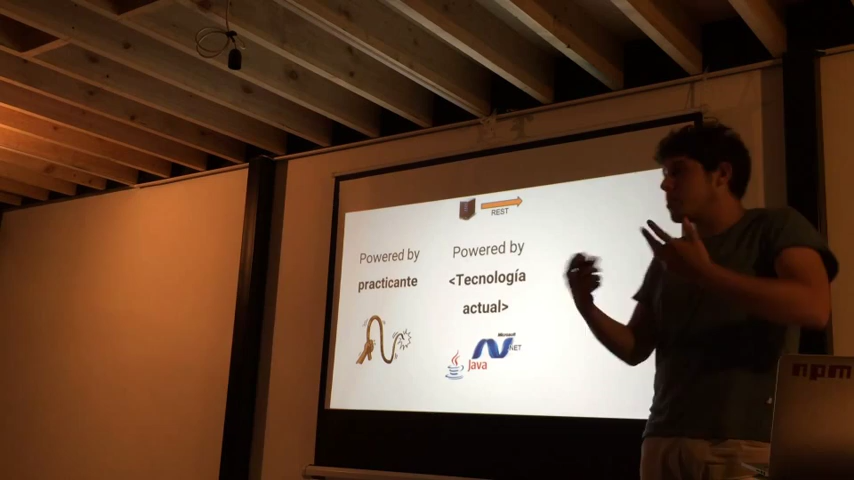 REST
Powered by
practicante
Powered by
<Tecnología
actual>
Microsoft
.NET
Java
npm